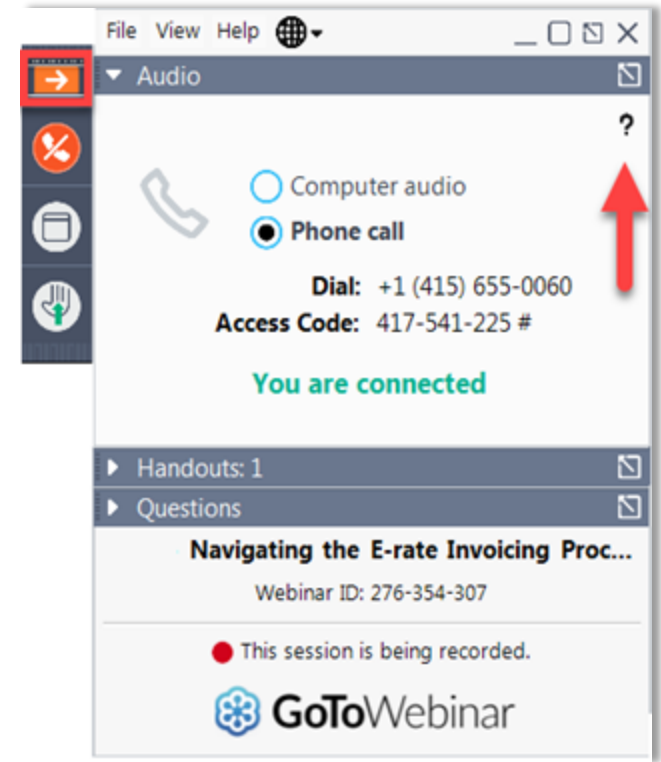 File View Help
Audio
?
Computer audio
Phone call
Dial: +1 (415) 655-0060
Access Code: 417-541-225 #
You are connected
Handouts: 1
Questions
Navigating the E-rate Invoicing Proc...
Webinar ID: 276-354-307
This session is being recorded.
GoToWebinar